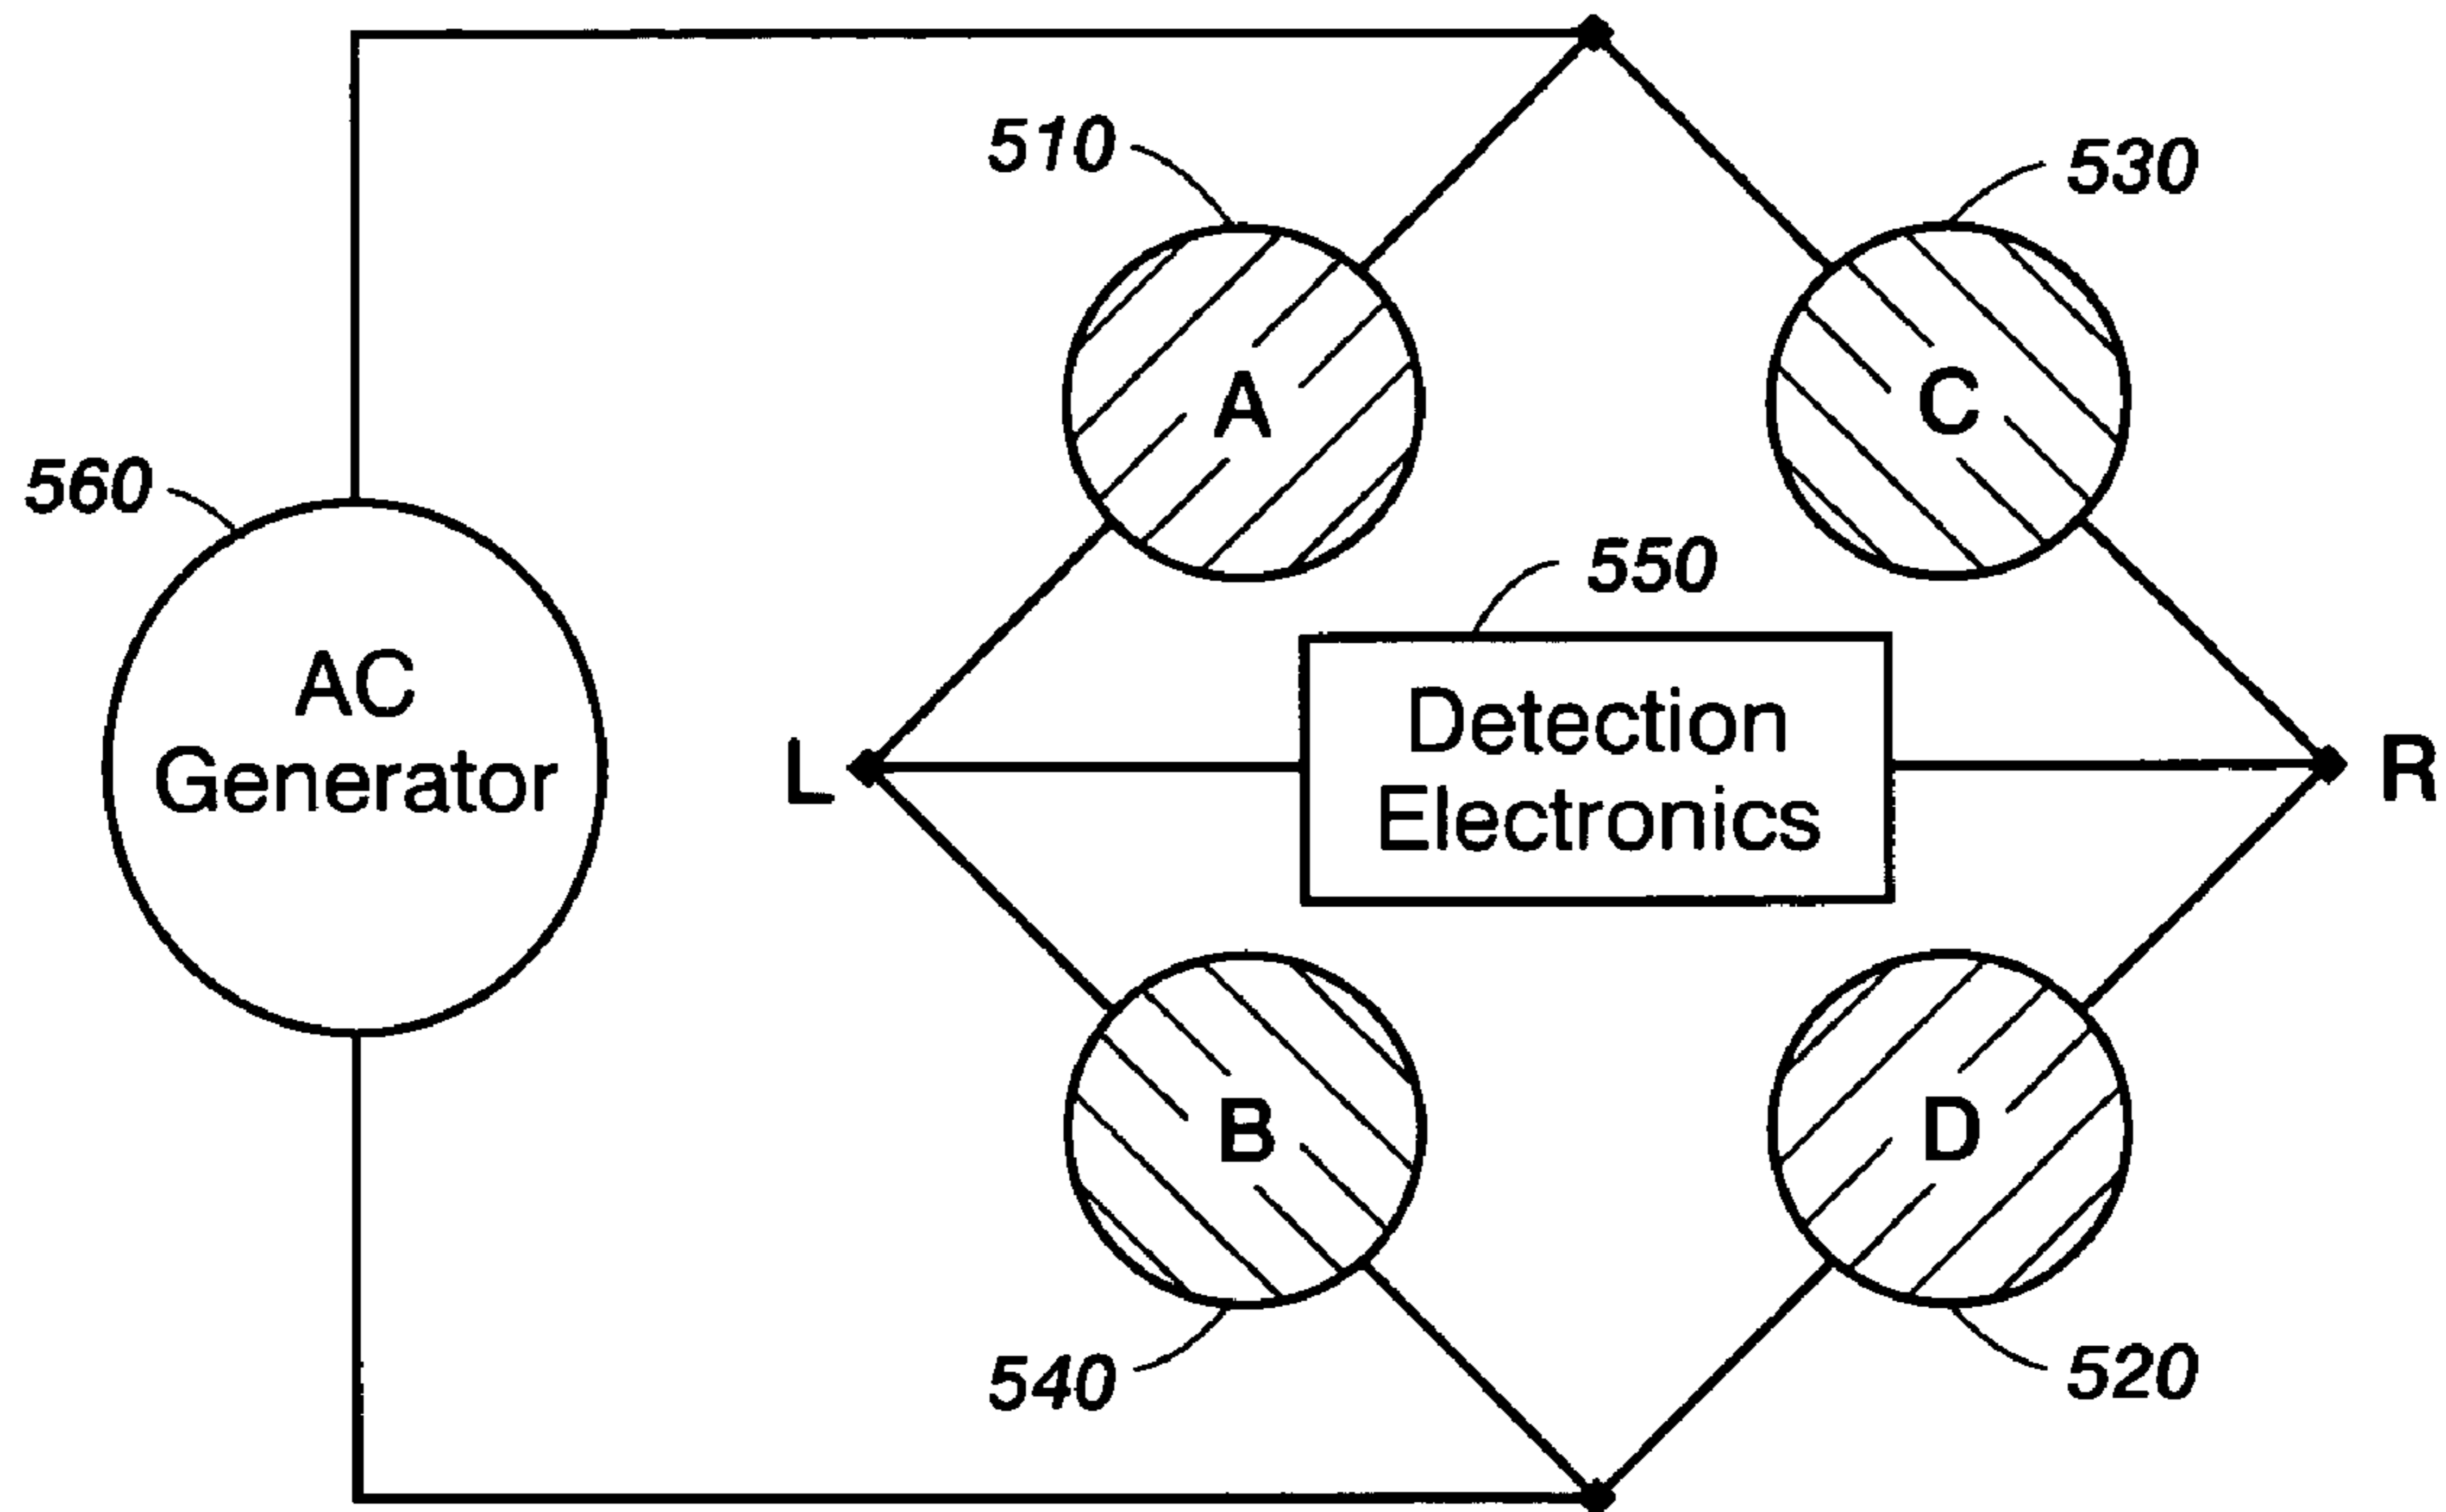 510
530
A
C
560
550
AC
Generator
L
Detection
Electronics
R
B
D
540
520